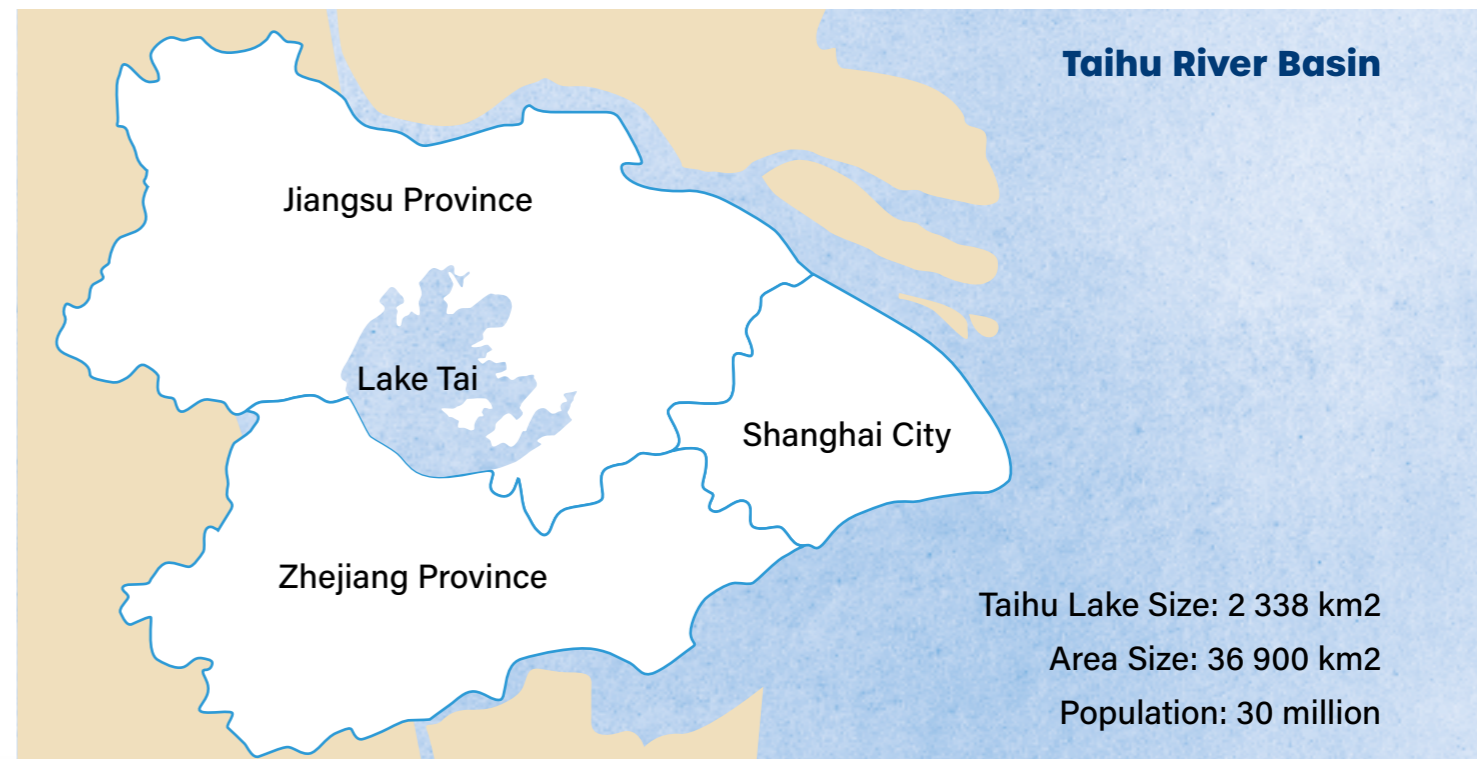 Taihu River Basin
Jiangsu Province
Lake Tai
Shanghai City
Zhejiang Province
Taihu Lake Size: 2 338 km2
Area Size: 36 900 km2
Population: 30 million